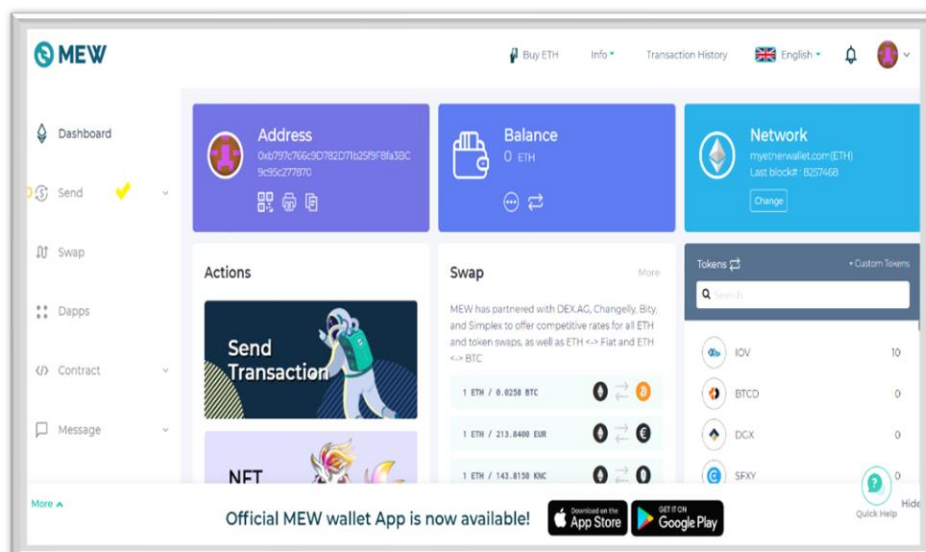 MEW
Buy ETH
Info
Transaction History
English
Dashboard
Send
Swap
Dapps
Contract
Message
More
Address
0xb797c766c9D782D71b25f9F8fa3BC
9c95c277870
Balance
0 ETH
Network
myetherwallet.com(ETH)
Last block# : 8257468
Change
Actions
Send
Transaction
NFT
Swap
More
MEW has partnered with DEX.AG, Changelly, Bity,
and Simplex to offer competitive rates for all ETH
and token swaps, as well as ETH <-> Fiat and ETH
<-> BTC
1 ETH / 0.0258 BTC
1 ETH / 213.8400 EUR
1 ETH / 143.8150 KNC
Tokens
+ Custom Tokens
Search
IOV 10
BTCD 0
DGX 0
SFXY 0
Official MEW wallet App is now available!
Download on the
App Store
GET IT ON
Google Play
Quick Help
Hide